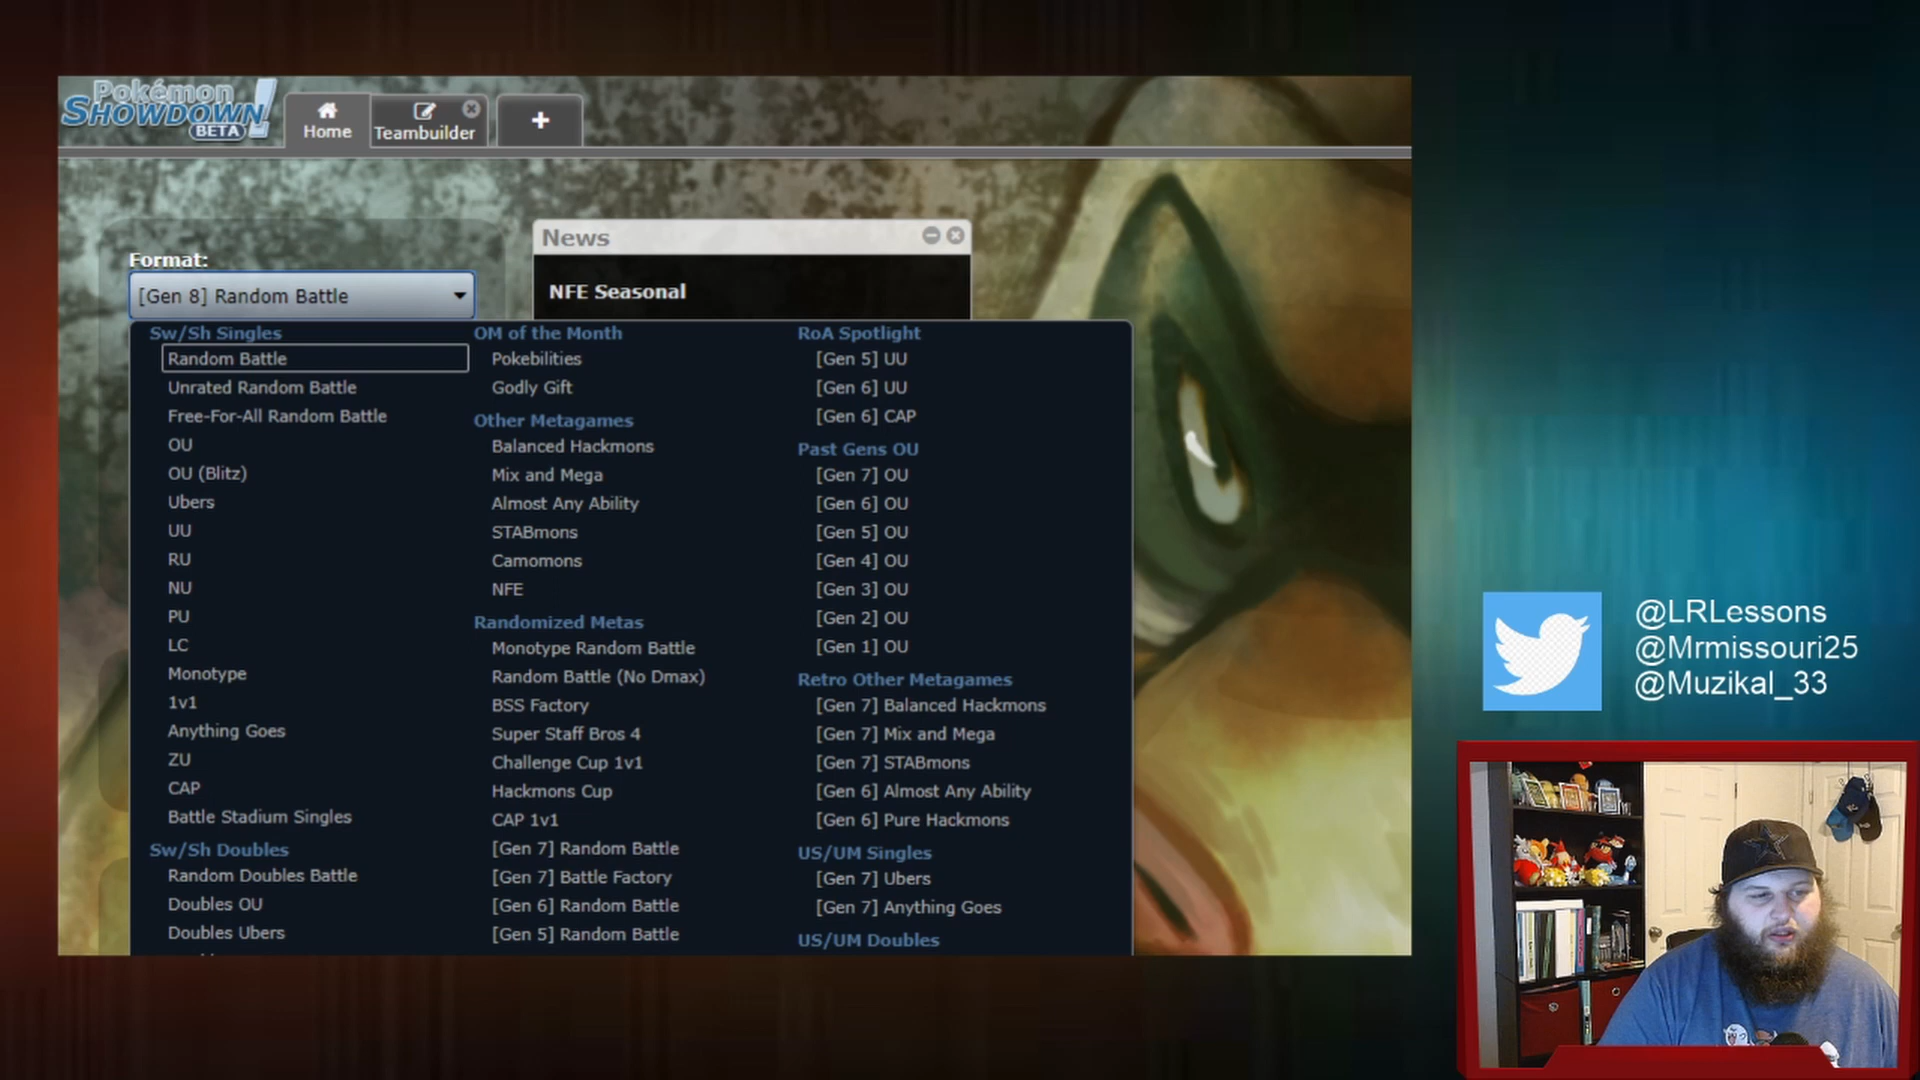 Pokémon
SHOWDOWN!
BETA
Home
Teambuilder
+
Format:
[Gen 8] Random Battle
News
NFE Seasonal
Sw/Sh Singles
Random Battle
Unrated Random Battle
Free-For-All Random Battle
OU
OU (Blitz)
Ubers
UU
RU
NU
PU
LC
Monotype
1v1
Anything Goes
ZU
CAP
Battle Stadium Singles
Sw/Sh Doubles
Random Doubles Battle
Doubles OU
Doubles Ubers
OM of the Month
Pokebilities
Godly Gift
Other Metagames
Balanced Hackmons
Mix and Mega
Almost Any Ability
STABmons
Camomons
NFE
Randomized Metas
Monotype Random Battle
Random Battle (No Dmax)
BSS Factory
Super Staff Bros 4
Challenge Cup 1v1
Hackmons Cup
CAP 1v1
[Gen 7] Random Battle
[Gen 7] Battle Factory
[Gen 6] Random Battle
[Gen 5] Random Battle
RoA Spotlight
[Gen 5] UU
[Gen 6] UU
[Gen 6] CAP
Past Gens OU
[Gen 7] OU
[Gen 6] OU
[Gen 5] OU
[Gen 4] OU
[Gen 3] OU
[Gen 2] OU
[Gen 1] OU
Retro Other Metagames
[Gen 7] Balanced Hackmons
[Gen 7] Mix and Mega
[Gen 7] STABmons
[Gen 6] Almost Any Ability
[Gen 6] Pure Hackmons
US/UM Singles
[Gen 7] Ubers
[Gen 7] Anything Goes
US/UM Doubles
@LRLessons
@Mrmissouri25
@Muzikal_33